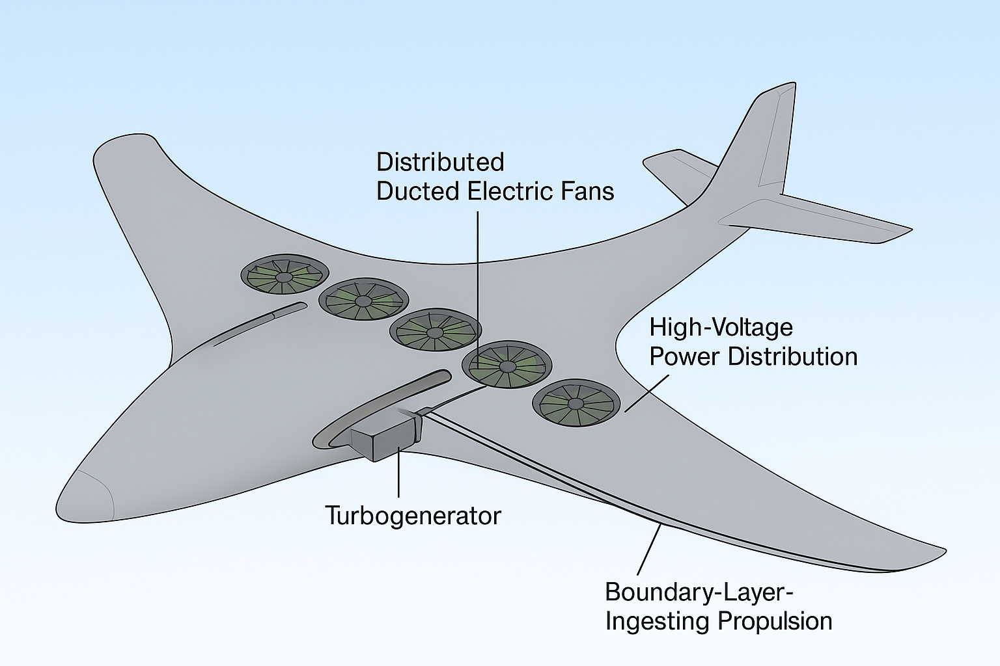 Distributed
Ducted Electric Fans
High-Voltage
Power Distribution
Turbogenerator
Boundary-Layer-
Ingesting Propulsion